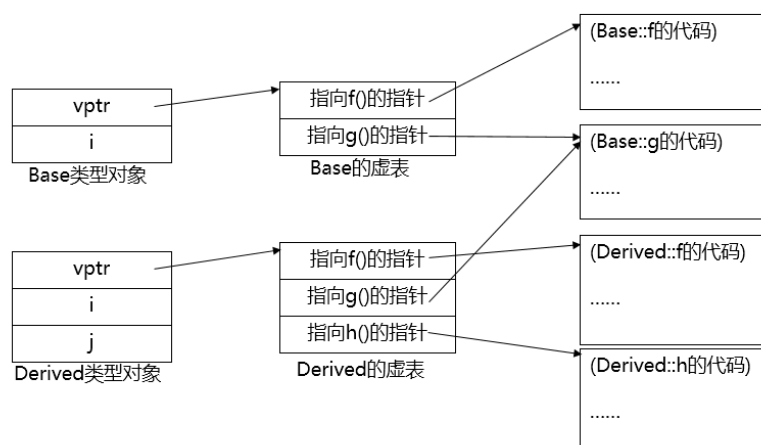 vptr
i
Base类型对象
指向f()的指针
指向g()的指针
Base的虚表
(Base::f的代码)
......
(Base::g的代码)
......
vptr
i
j
Derived类型对象
指向f()的指针
指向g()的指针
指向h()的指针
Derived的虚表
(Derived::f的代码)
......
(Derived::h的代码)
......